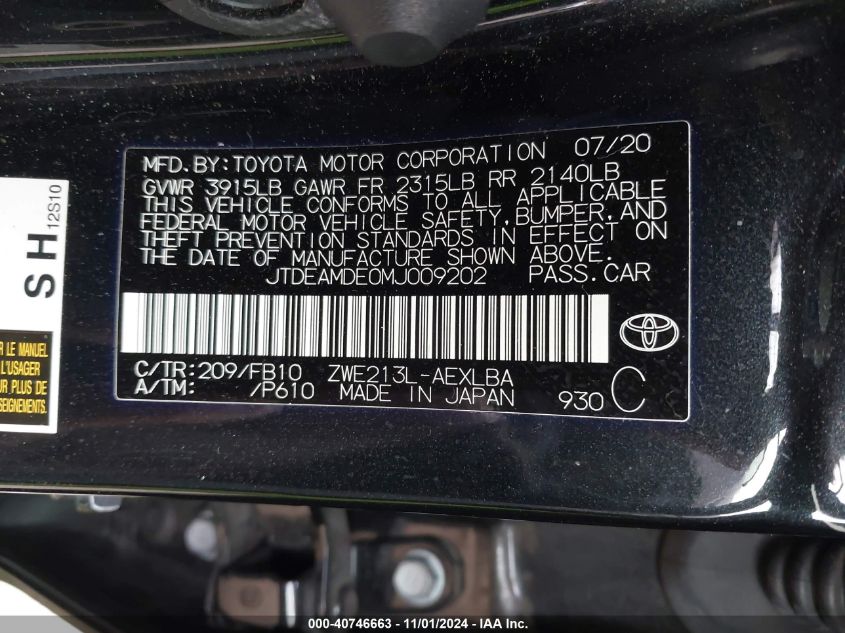 MFD.BY:TOYOTA MOTOR CORPORATION 07/20
GVWR 3915LB GAWR FR 2315LB RR 2140LB
THIS VEHICLE CONFORMS TO ALL APPLICABLE
FEDERAL MOTOR VEHICLE SAFETY, BUMPER, AND
THEFT PREVENTION STANDARDS IN EFFECT ON
THE DATE OF MANUFACTURE SHOWN ABOVE.
JTDEAMDE0MJ009202 PASS.CAR
C/TR:209/FB10 ZWE213L-AEXLBA
A/TM: /P610 MADE IN JAPAN 930 C
SH
12S10
R LE MANUEL
L'USAGER
UR PLUS DE
SEIGNEMENTS.
000-40746663 - 11/01/2024 - IAA Inc.